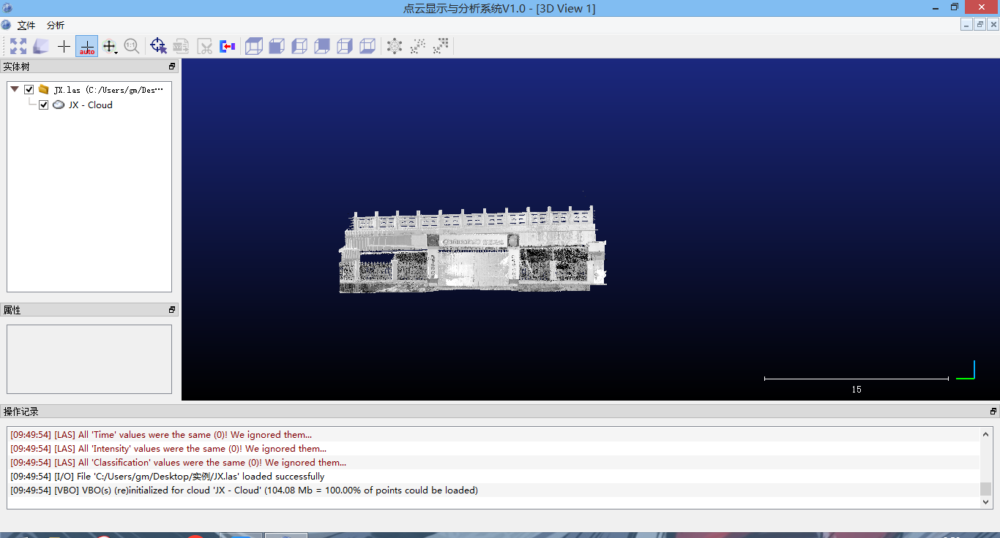 点云显示与分析系统V1.0 - [3D View 1]
文件 分析
auto
1:1
实体树
JX.las (C:/Users/gm/Des···
JX - Cloud
属性
15
操作记录
[09:49:54] [LAS] All 'Time' values were the same (0)! We ignored them...
[09:49:54] [LAS] All 'Intensity' values were the same (0)! We ignored them...
[09:49:54] [LAS] All 'Classification' values were the same (0)! We ignored them...
[09:49:54] [I/O] File 'C:/Users/gm/Desktop/实例/JX.las' loaded successfully
[09:49:54] [VBO] VBO(s) (re)initialized for cloud 'JX - Cloud' (104.08 Mb = 100.00% of points could be loaded)